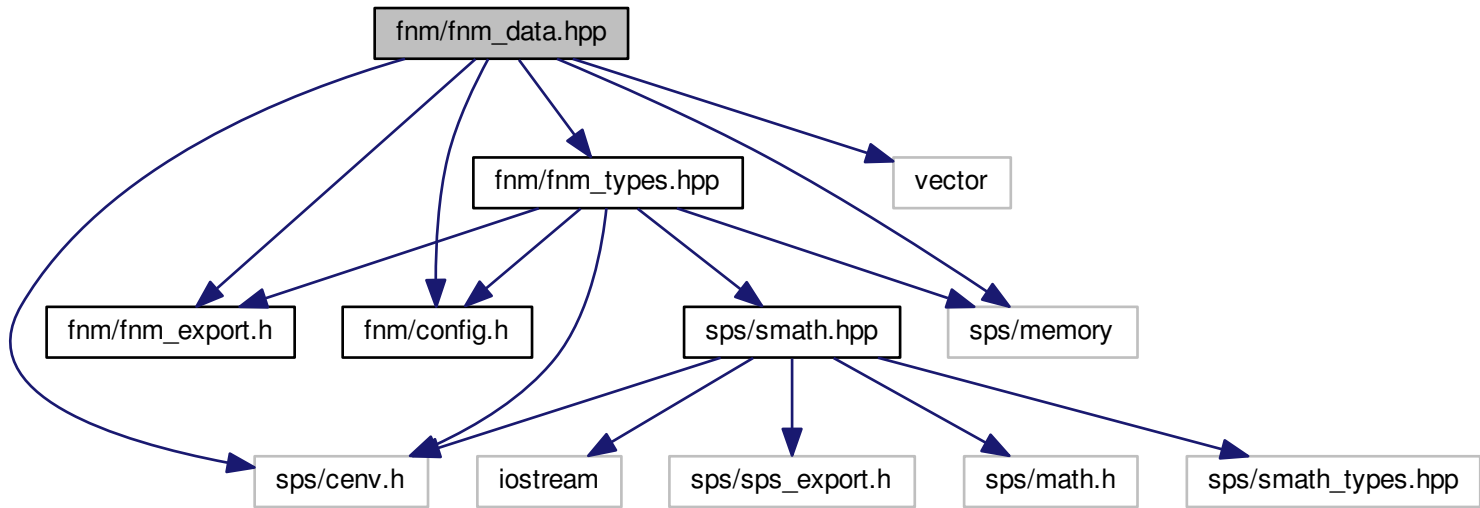 fnm/fnm_data.hpp
fnm/fnm_types.hpp
vector
fnm/fnm_export.h
fnm/config.h
sps/smath.hpp
sps/memory
sps/cenv.h
iostream
sps/sps_export.h
sps/math.h
sps/smath_types.hpp